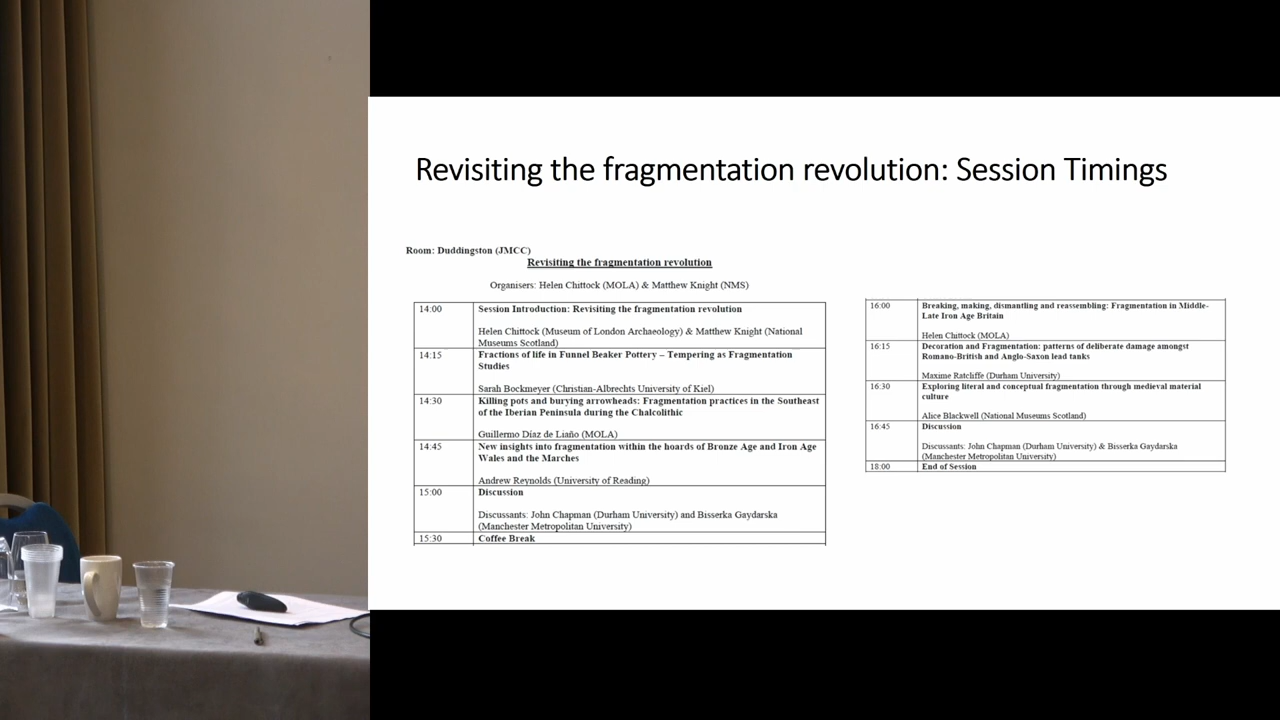 Revisiting the fragmentation revolution: Session Timings
Room: Duddingston (JMCC)
Revisiting the fragmentation revolution
Organisers: Helen Chittock (MOLA) & Matthew Knight (NMS)
14:00
Session Introduction: Revisiting the fragmentation revolution
Helen Chittock (Museum of London Archaeology) & Matthew Knight (National
Museums Scotland)
14:15
Fractions of life in Funnel Beaker Pottery – Tempering as Fragmentation
Studies
Sarah Bockmeyer (Christian-Albrechts University of Kiel)
14:30
Killing pots and burying arrowheads: Fragmentation practices in the Southeast
of the Iberian Peninsula during the Chalcolithic
Guillermo Díaz de Liaño (MOLA)
14:45
New insights into fragmentation within the hoards of Bronze Age and Iron Age
Wales and the Marches
Andrew Reynolds (University of Reading)
15:00
Discussion
Discussants: John Chapman (Durham University) and Bisserka Gaydarska
(Manchester Metropolitan University)
15:30
Coffee Break
16:00
Breaking, making, dismantling and reassembling: Fragmentation in Middle-
Late Iron Age Britain
Helen Chittock (MOLA)
16:15
Decoration and Fragmentation: patterns of deliberate damage amongst
Romano-British and Anglo-Saxon lead tanks
Maxime Ratcliffe (Durham University)
16:30
Exploring literal and conceptual fragmentation through medieval material
culture
Alice Blackwell (National Museums Scotland)
16:45
Discussion
Discussants: John Chapman (Durham University) & Bisserka Gaydarska
(Manchester Metropolitan University)
18:00
End of Session